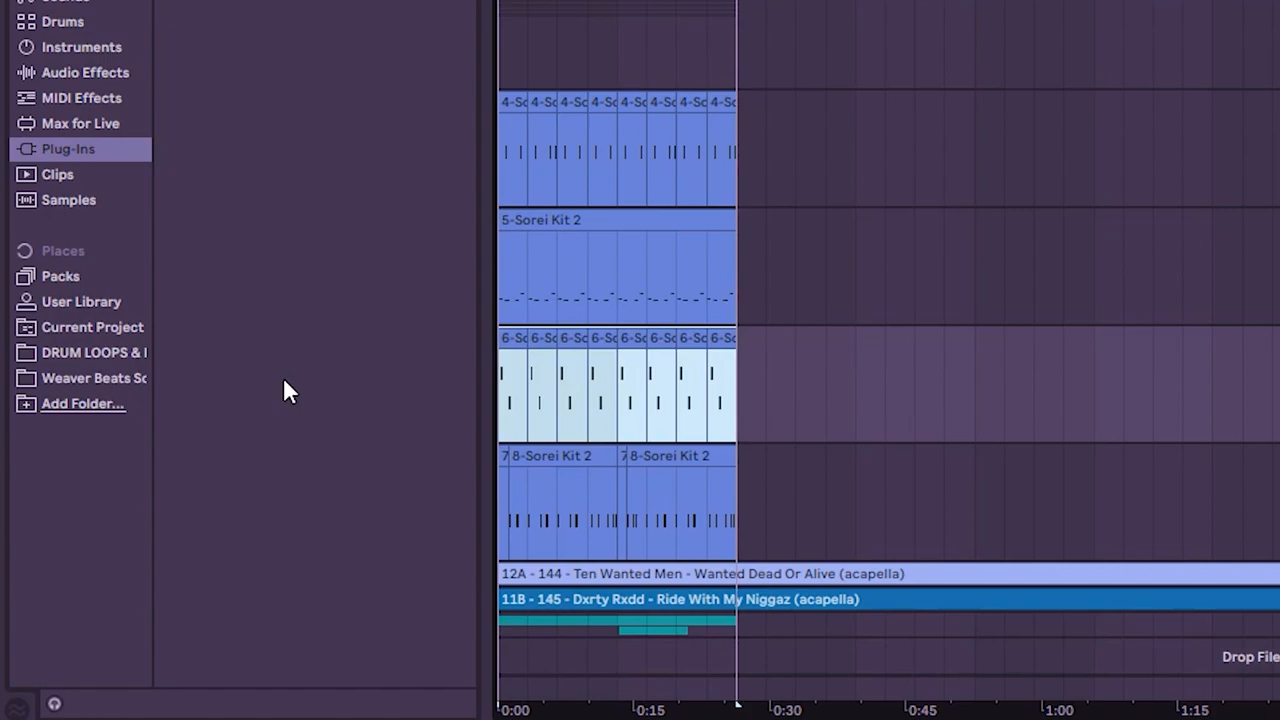 Drums
Instruments
Audio Effects
MIDI Effects
Max for Live
Plug-Ins
Clips
Samples
Places
Packs
User Library
Current Project
DRUM LOOPS &
Weaver Beats Sc
Add Folder...
4-Sc 4-Sc 4-Sc 4-Sc 4-Sc 4-Sc 4-Sc 4-Sc
5-Sorei Kit 2
6-Sc 6-Sc 6-Sc 6-Sc 6-Sc 6-Sc 6-Sc 6-Sc
7 8-Sorei Kit 2 7 8-Sorei Kit 2
12A - 144 - Ten Wanted Men - Wanted Dead Or Alive (acapella)
11B - 145 - Dxrty Rxdd - Ride With My Niggaz (acapella)
Drop File
0:00 0:15 0:30 0:45 1:00 1:15